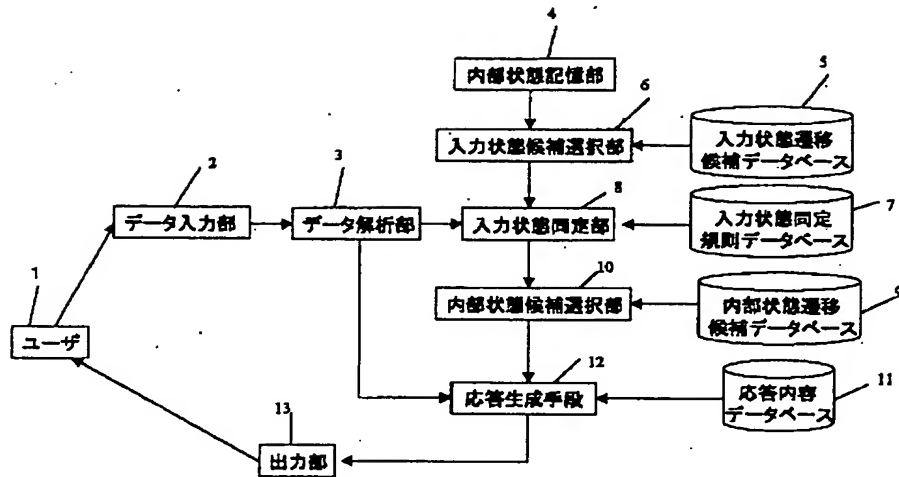 4
内部状態記憶部
5
6
入力状態遷移
候補データベース
入力状態候補選択部
2
3
8
データ入力部
データ解析部
入力状態同定部
入力状態同定
規則データベース
7
10
1
内部状態候補選択部
内部状態遷移
候補データベース
9
ユーザ
12
13
応答生成手段
応答内容
データベース
11
出力部